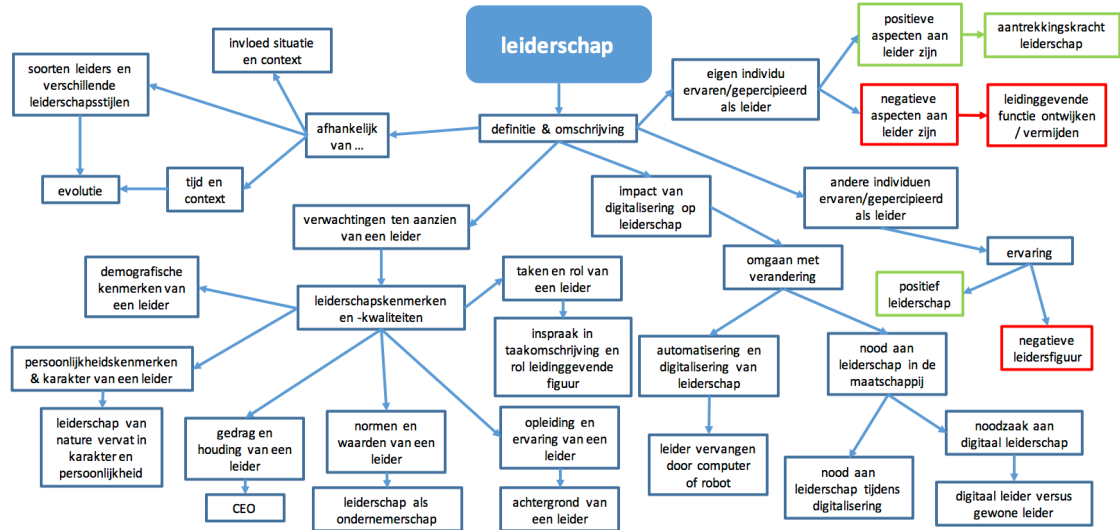 leiderschap
positieve
aspecten aan
leider zijn
aantrekkingskracht
leiderschap
invloed situatie
en context
soorten leiders en
verschillende
leiderschapsstijlen
eigen individu
ervaren/gepercipieerd
als leider
negatieve
aspecten aan
leider zijn
leidinggevende
functie ontwijken
/ vermijden
afhankelijk
van ...
definitie & omschrijving
evolutie
tijd en
context
impact van
digitalisering op
leiderschap
andere individuen
ervaren/gepercipieerd
als leider
verwachtingen ten aanzien
van een leider
omgaan met
verandering
ervaring
demografische
kenmerken van
een leider
leiderschapskenmerken
en -kwaliteiten
taken en rol van
een leider
positief
leiderschap
negatieve
leidersfiguur
inspraak in
taakomschrijving en
rol leidinggevende
figuur
persoonlijkheidskenmerken
& karakter van een leider
automatisering en
digitalisering van
leiderschap
nood aan
leiderschap in de
maatschappij
leiderschap van
nature vervat in
karakter en
persoonlijkheid
gedrag en
houding van een
leider
normen en
waarden van een
leider
opleiding en
ervaring van een
leider
leider vervangen
door computer
of robot
noodzaak aan
digitaal leiderschap
nood aan
leiderschap tijdens
digitalisering
digitaal leider versus
gewone leider
CEO
leiderschap als
ondernemerschap
achtergrond van
een leider